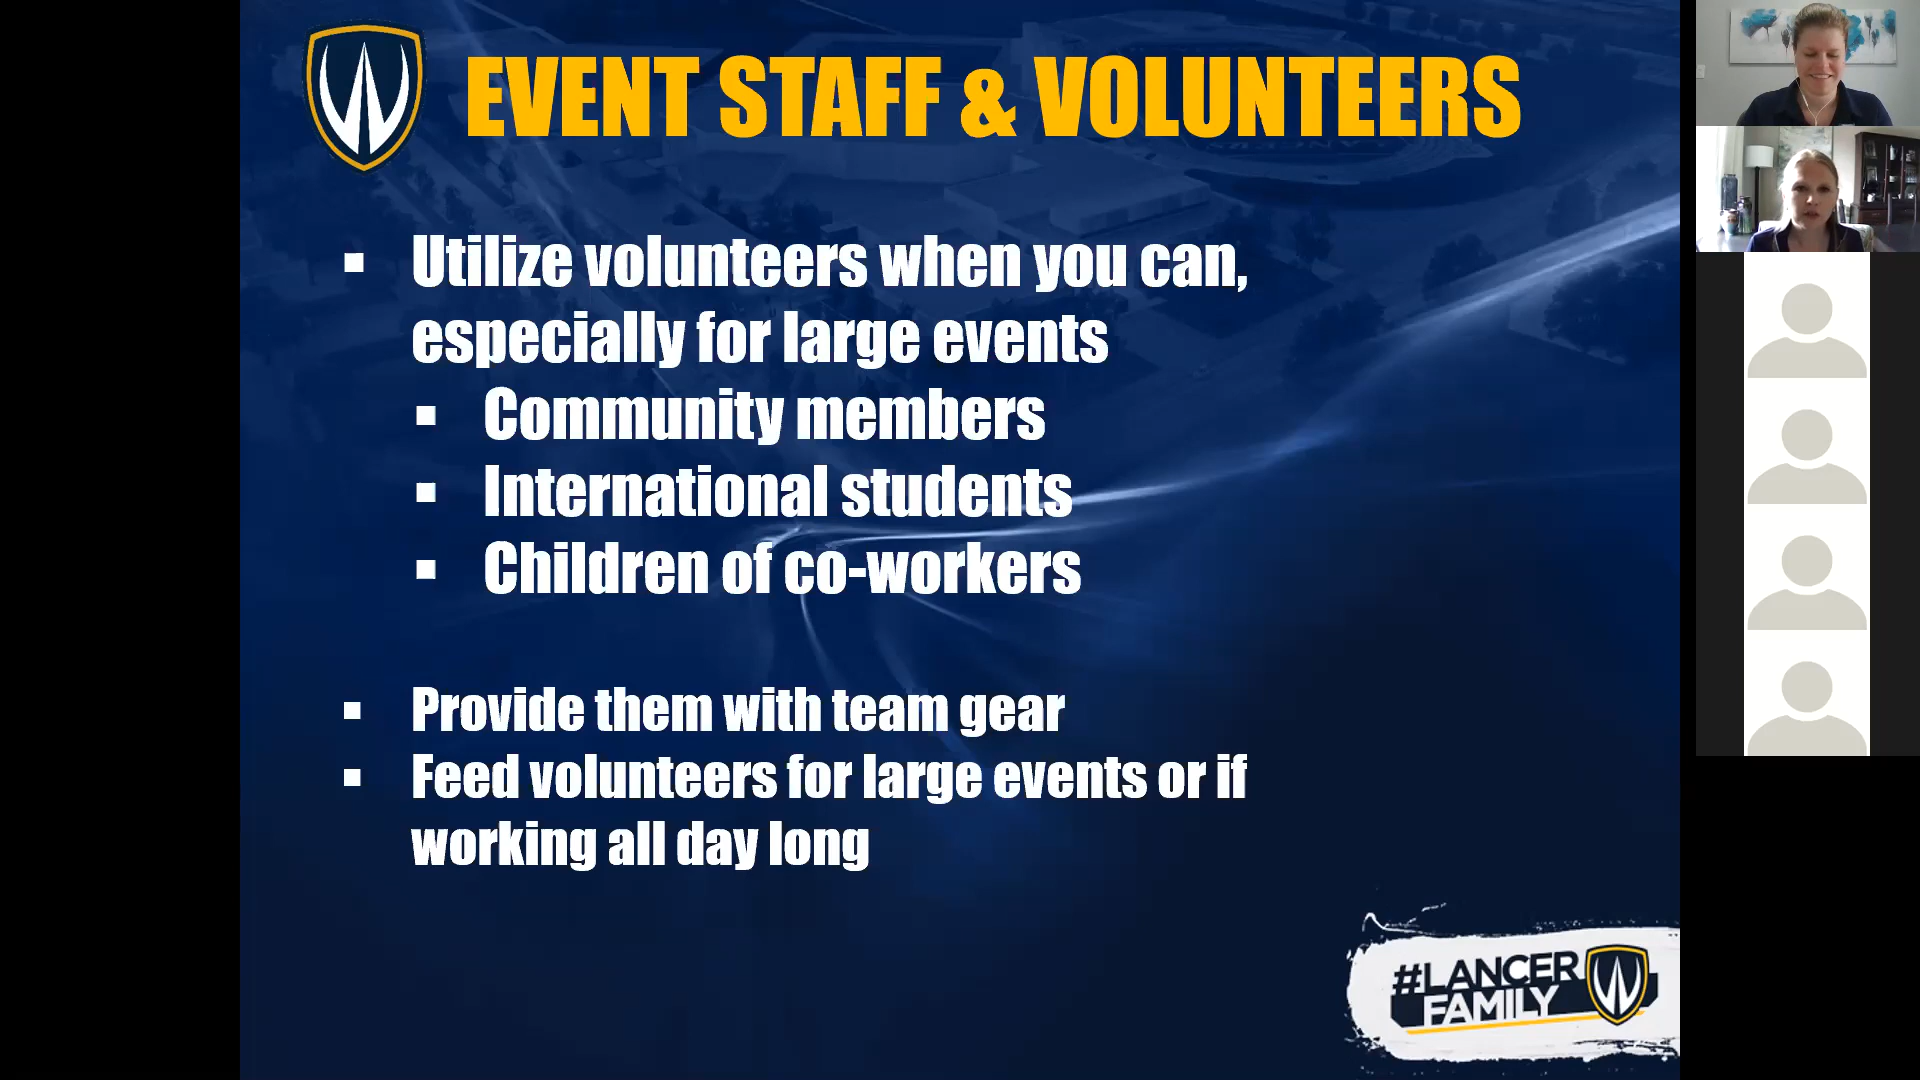 EVENT STAFF & VOLUNTEERS
▪ Utilize volunteers when you can,
especially for large events
▪ Community members
▪ International students
▪ Children of co-workers
▪ Provide them with team gear
▪ Feed volunteers for large events or if
working all day long
#LANCER
FAMILY